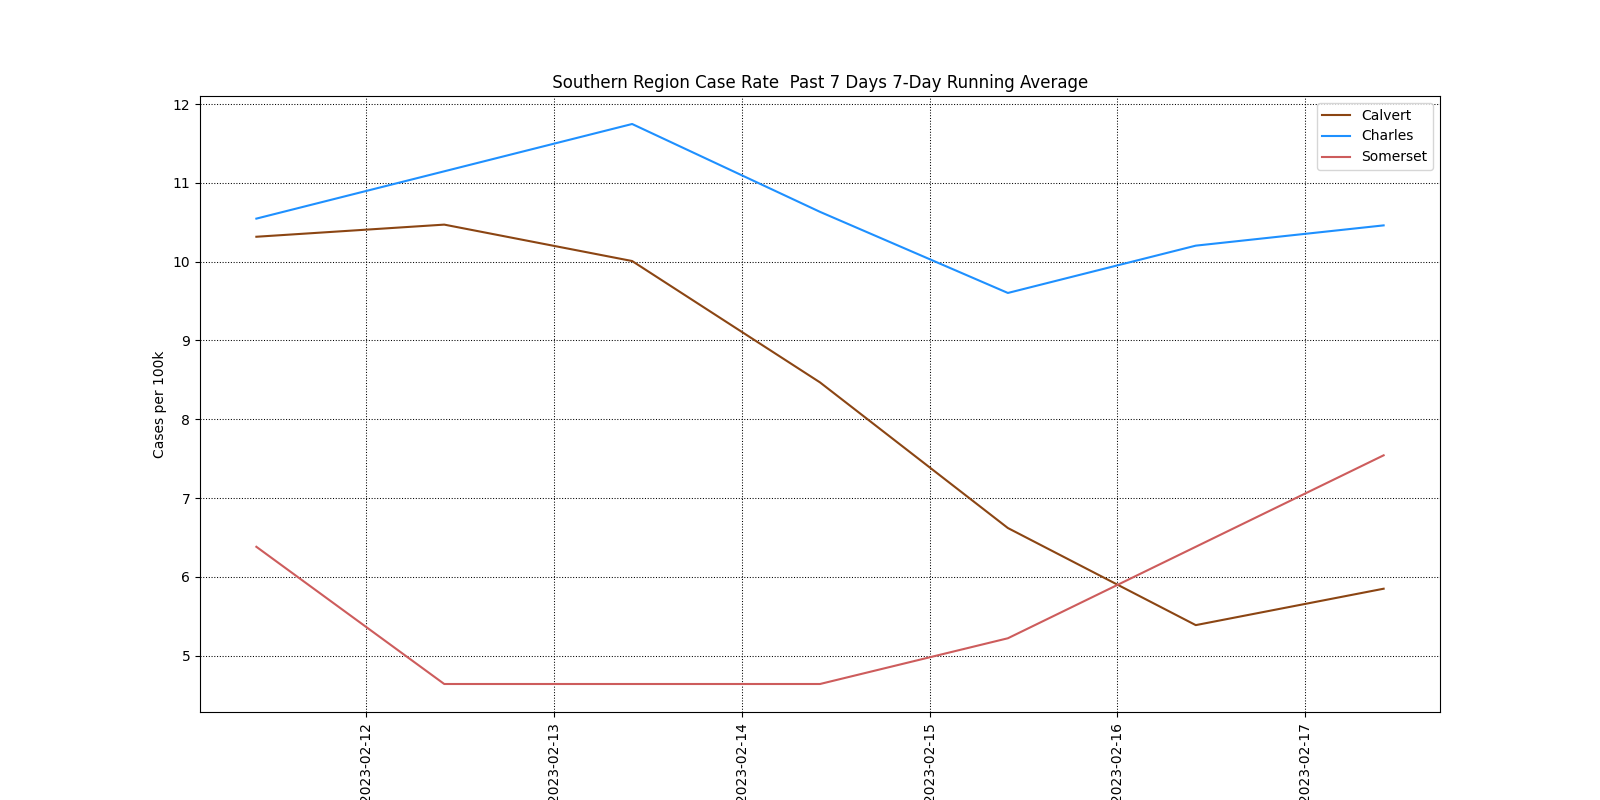 Southern Region Case Rate  Past 7 Days 7-Day Running Average
Calvert
Charles
Somerset
Cases per 100k
12
11
10
9
8
7
6
5
2023-02-12
2023-02-13
2023-02-14
2023-02-15
2023-02-16
2023-02-17